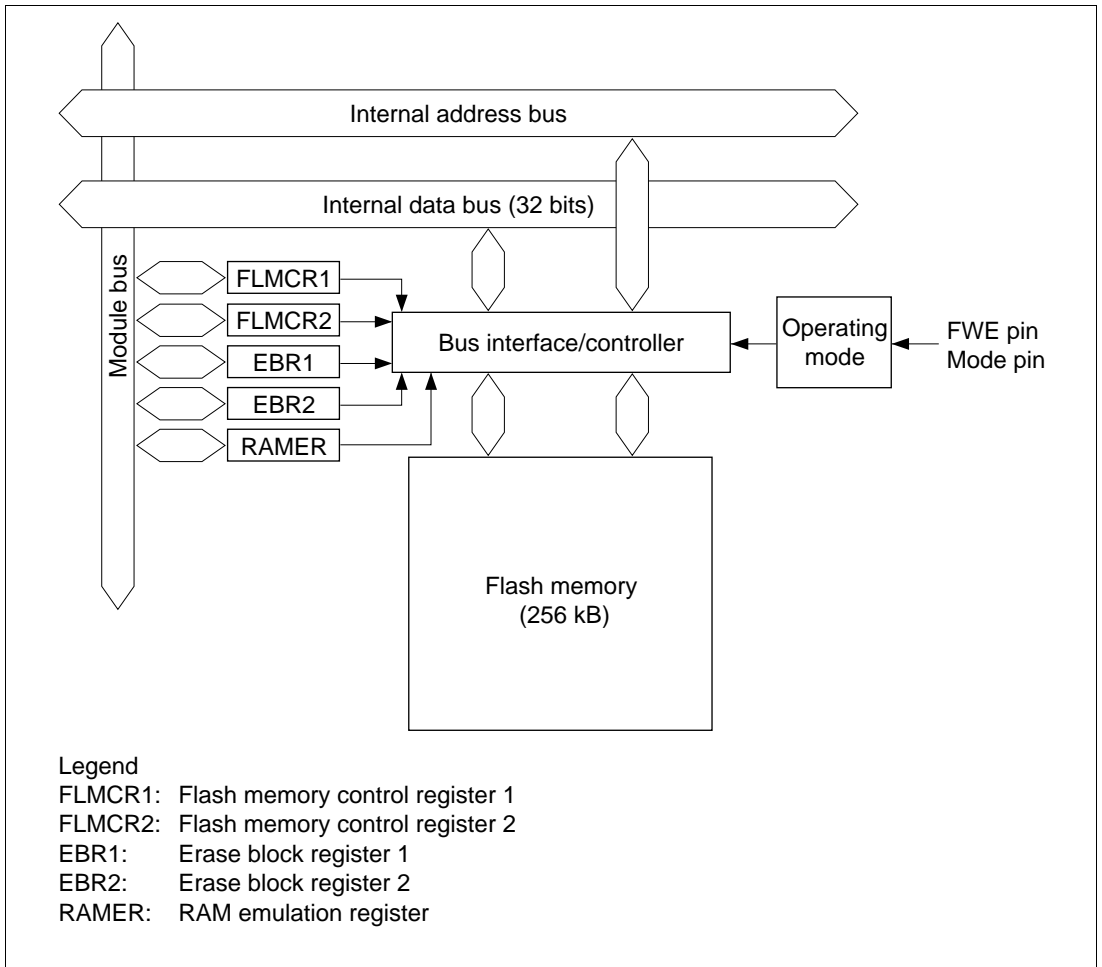 Internal address bus
Internal data bus (32 bits)
Module bus
FLMCR1
FLMCR2
EBR1
EBR2
RAMER
Bus interface/controller
Operating
mode
FWE pin
Mode pin
Flash memory
(256 kB)
Legend
FLMCR1: Flash memory control register 1
FLMCR2: Flash memory control register 2
EBR1: Erase block register 1
EBR2: Erase block register 2
RAMER: RAM emulation register